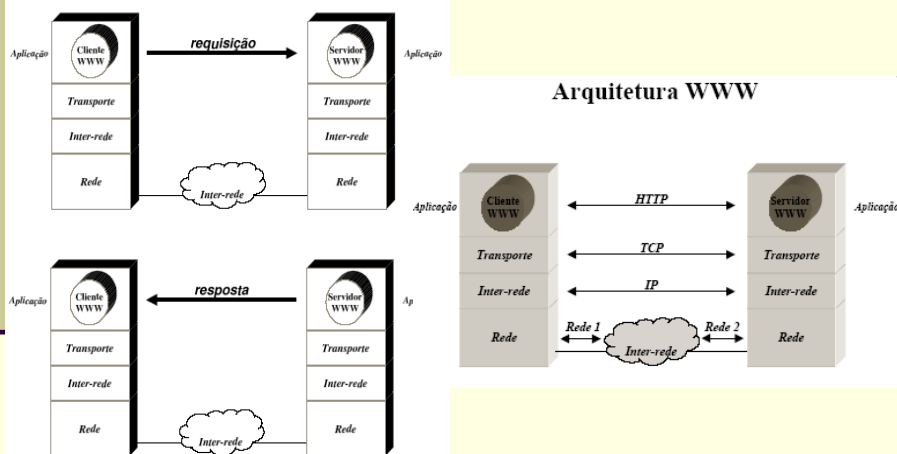 requisição
Aplicação
Cliente
WWW
Servidor
WWW
Aplicação
Transporte
Transporte
Inter-rede
Inter-rede
Rede
Inter-rede
Rede
resposta
Aplicação
Cliente
WWW
Servidor
WWW
Ap
Transporte
Transporte
Inter-rede
Inter-rede
Rede
Inter-rede
Rede
Arquitetura WWW
Aplicação
Cliente
WWW
HTTP
Servidor
WWW
Aplicação
Transporte
TCP
Transporte
Inter-rede
IP
Inter-rede
Rede
Rede 1
Inter-rede
Rede 2
Rede